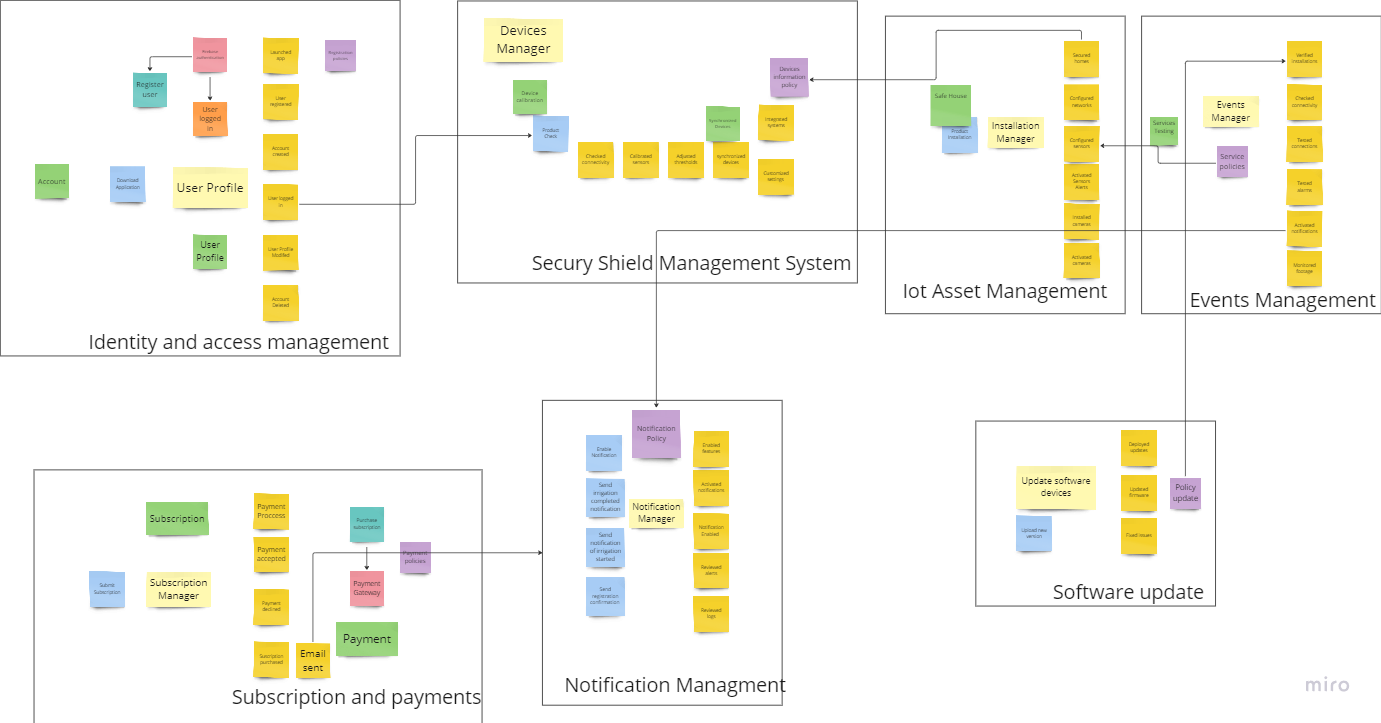 Firebase
authentication
Register
user
User
logged
in
Launched
app
Registration
policies
User
registered
Account
created
Account
Download
Application
User Profile
User logged
in
User
Profile
User Profile
Modified
Account
Deleted
Identity and access management
Devices
Manager
Device
calibration
Product
Check
Devices
information
policy
Synchronized
Devices
Integrated
systems
Checked
connectivity
Calibrated
sensors
Adjusted
thresholds
synchronized
devices
Customized
settings
Secury Shield Management System
Secured
homes
Safe House
Product
installation
Installation
Manager
Configured
networks
Configured
sensors
Activated
Sensors
Alerts
Installed
cameras
Activated
cameras
Iot Asset Management
Verified
installations
Events
Manager
Services
Testing
Service
policies
Checked
connectivity
Tested
connections
Tested
alarms
Activated
notifications
Monitored
footage
Events Management
Subscription
Submit
Subscription
Subscription
Manager
Payment
Proccess
Payment
accepted
Payment
declined
Suscription
purchased
Email
sent
Purchase
subscription
Payment
policies
Payment
Gateway
Payment
Subscription and payments
Notification
Policy
Enable
Notification
Send
irrigation
completed
notification
Send
notification
of irrigation
started
Send
registration
confirmation
Notification
Manager
Enabled
features
Activated
notifications
Notification
Enabled
Reviewed
alerts
Reviewed
logs
Notification Managment
Update software
devices
Upload new
version
Deployed
updates
Updated
firmware
Fixed issues
Policy
update
Software update
miro